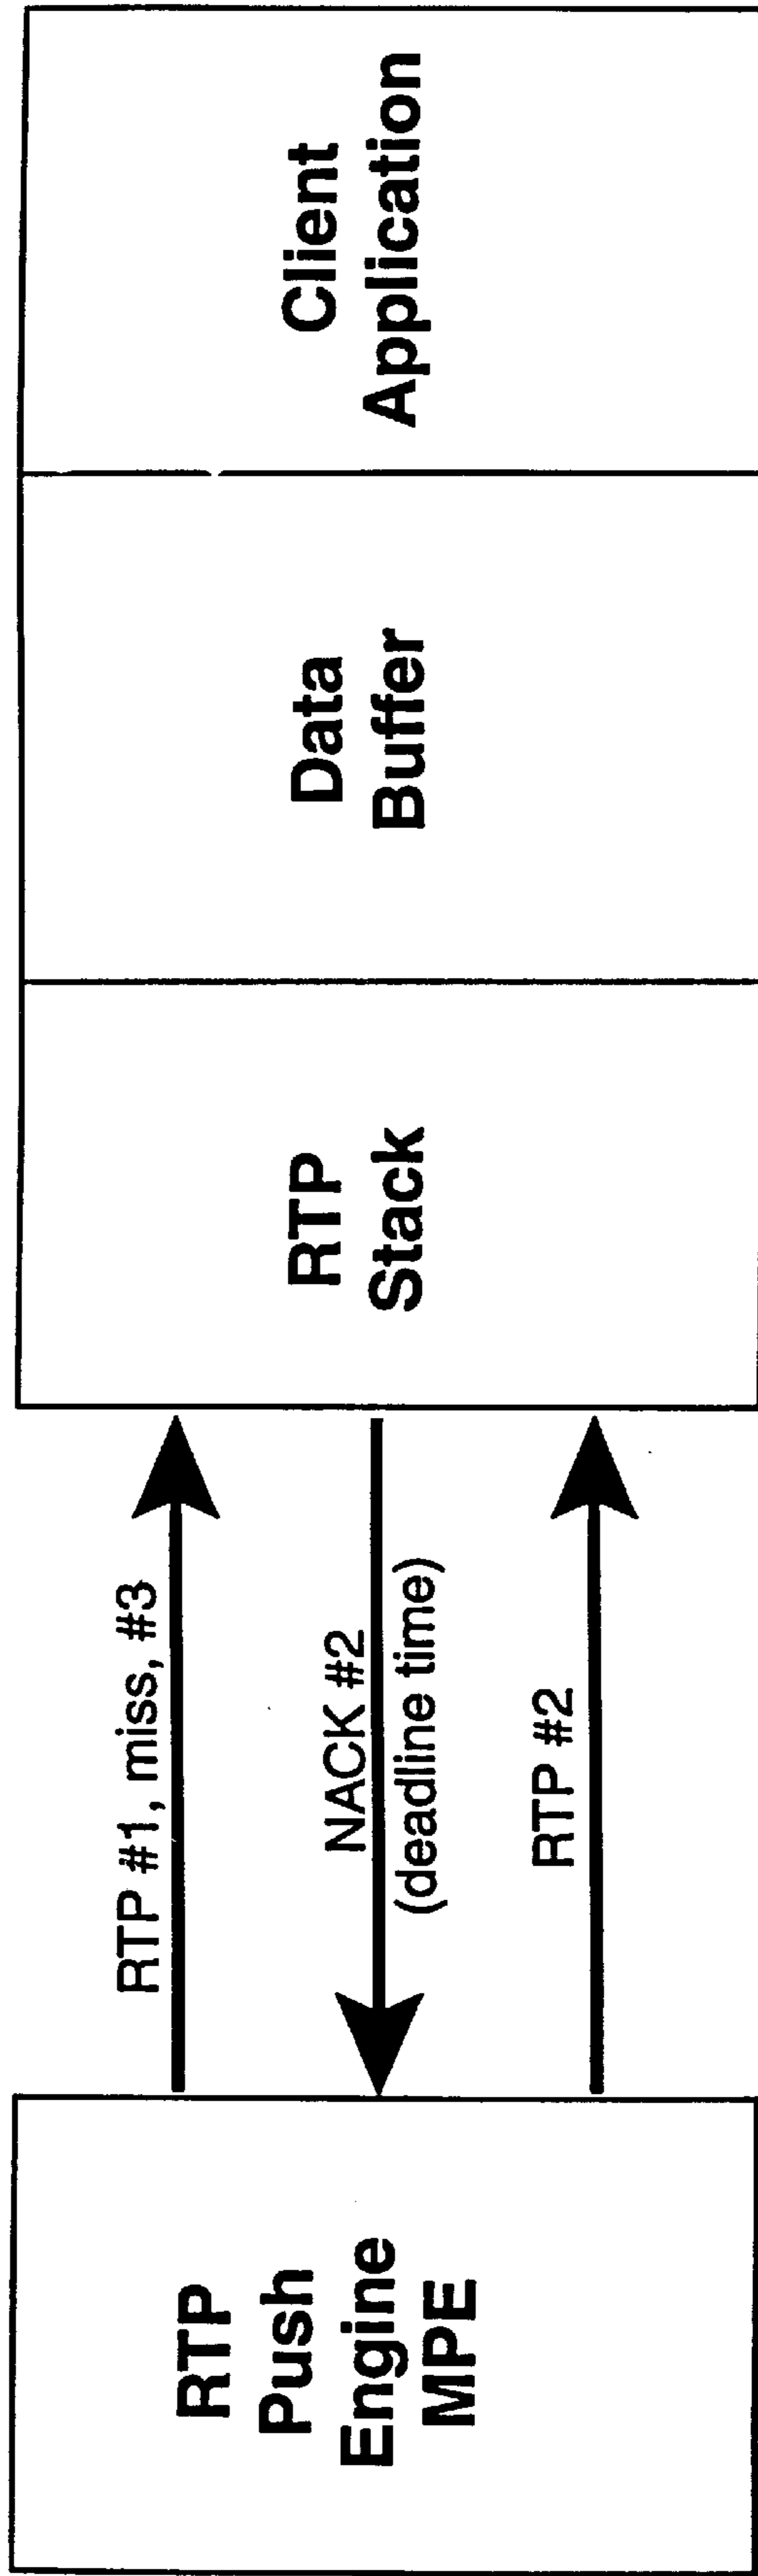 RTP
Push
Engine
MPE
RTP #1, miss, #3
NACK #2
(deadline time)
RTP #2
RTP
Stack
Data
Buffer
Client
Application